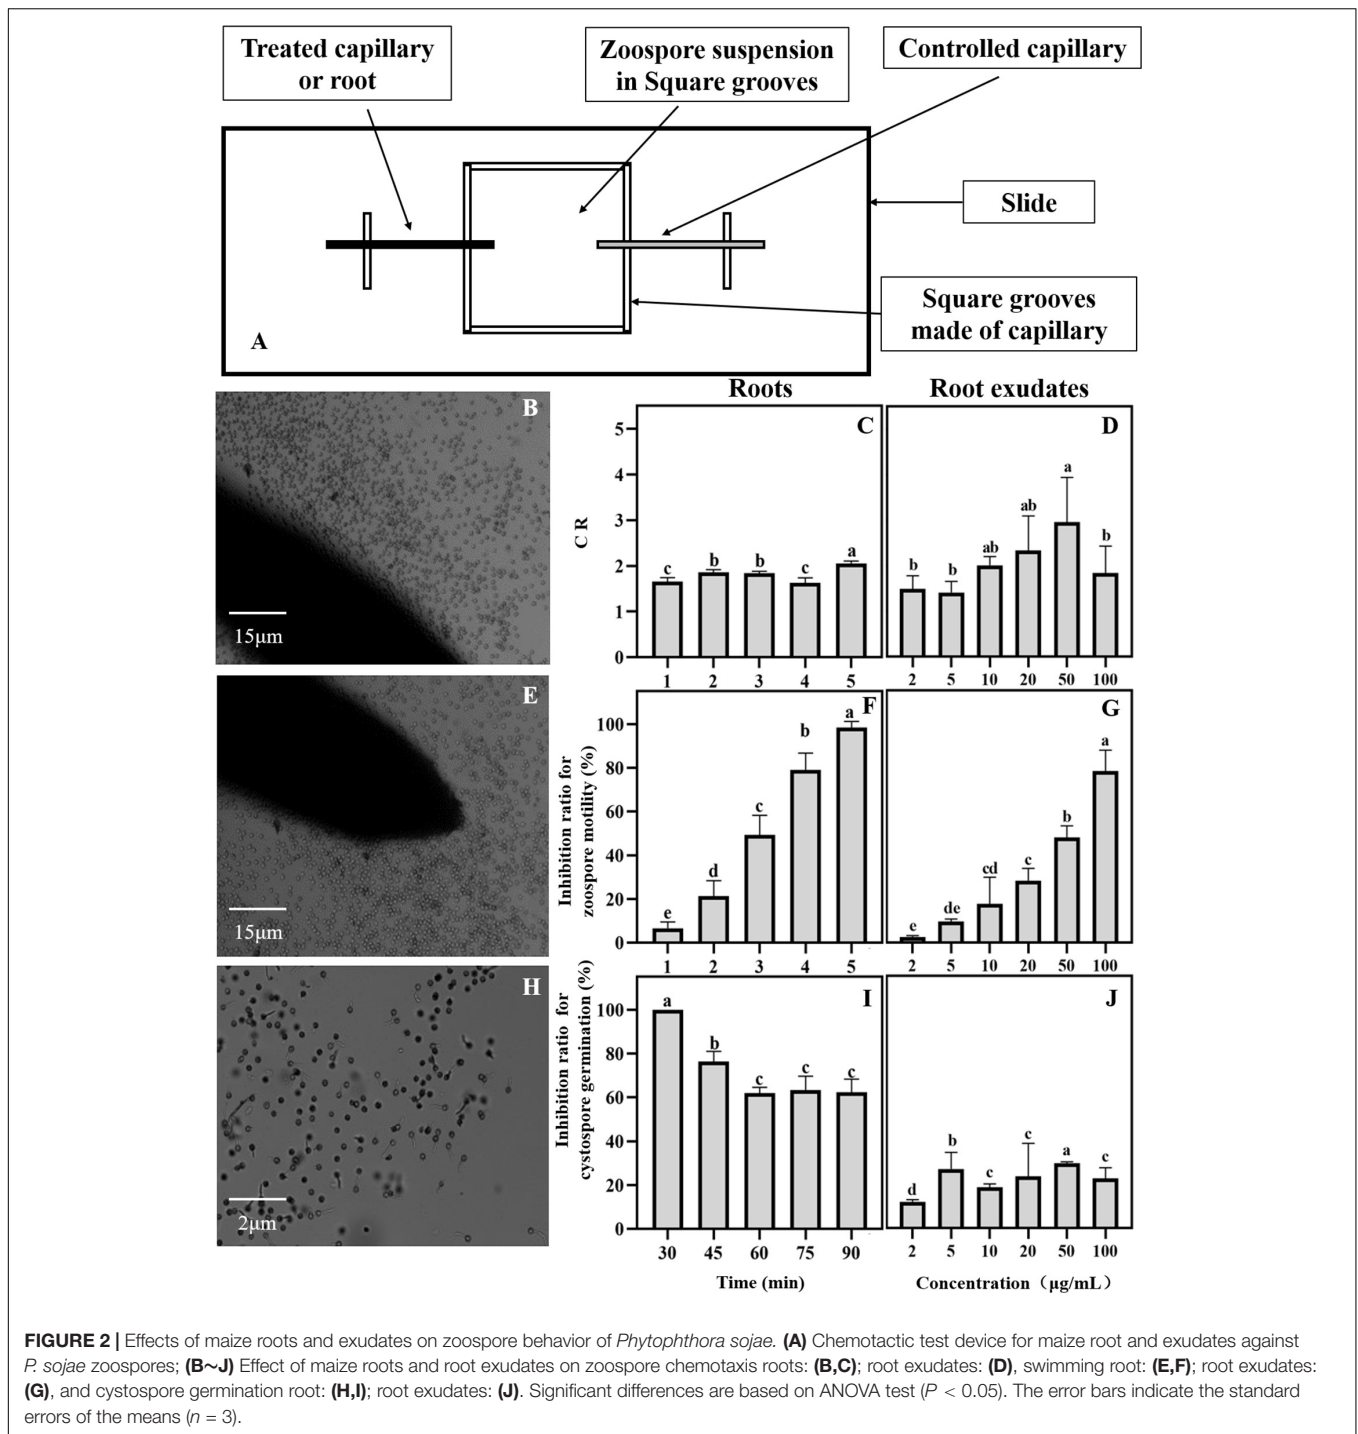 Treated capillary
or root
Zoospore suspension
in Square grooves
Controlled capillary
Slide
Square grooves
made of capillary
A
Roots
Root exudates
B
15μm
C
C R
5
4
3
2
1
0
c
b
b
c
a
1 2 3 4 5
D
b
b
ab
ab
a
b
2 5 10 20 50 100
E
15μm
F
Inhibition ratio for
zoospore motility (%)
100
80
60
40
20
0
e
d
c
b
a
1 2 3 4 5
G
e
de
cd
c
b
a
2 5 10 20 50 100
H
2μm
I
Inhibition ratio for
cystospore germination (%)
100
80
60
40
20
0
a
b
c
c
c
30 45 60 75 90
Time (min)
J
d
b
c
c
a
c
2 5 10 20 50 100
Concentration（μg/mL）
FIGURE 2 | Effects of maize roots and exudates on zoospore behavior of Phytophthora sojae. (A) Chemotactic test device for maize root and exudates against
P. sojae zoospores; (B~J) Effect of maize roots and root exudates on zoospore chemotaxis roots: (B,C); root exudates: (D), swimming root: (E,F); root exudates:
(G), and cystospore germination root: (H,I); root exudates: (J). Significant differences are based on ANOVA test (P < 0.05). The error bars indicate the standard
errors of the means (n = 3).